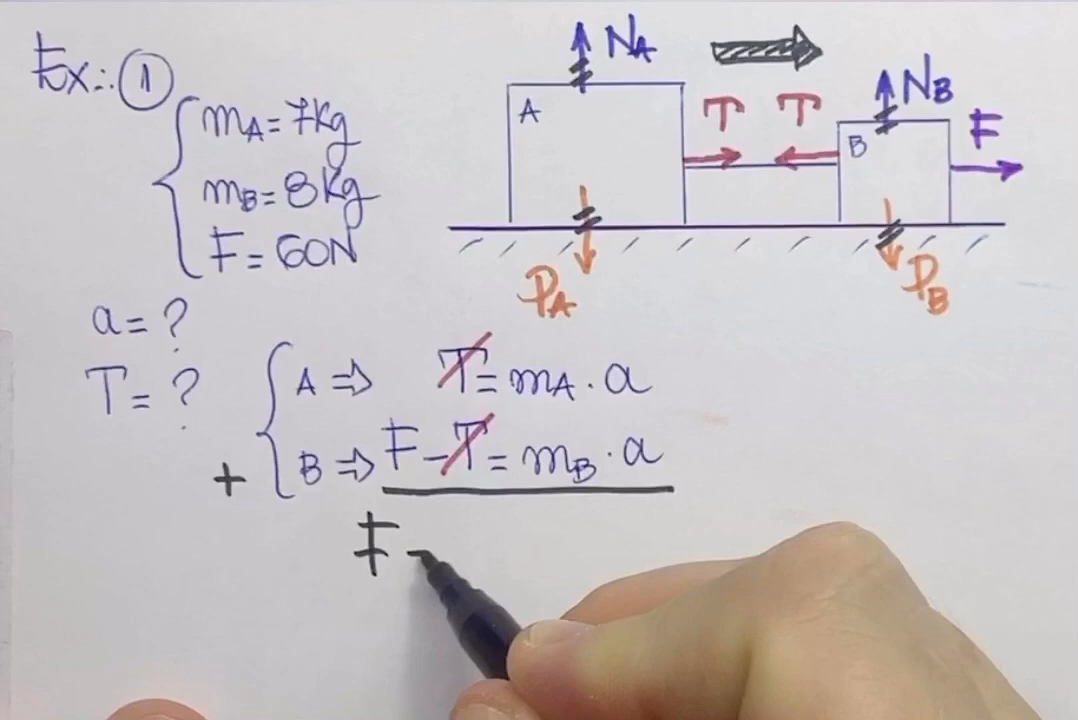 Ex.: 1
mA = 7Kg
mB = 8Kg
F = 60N
a = ?
T = ?
NA
A
T T
NB
B
F
PA
PB
A ⇒ T = mA . a
+ B ⇒ F - T = mB . a
F -